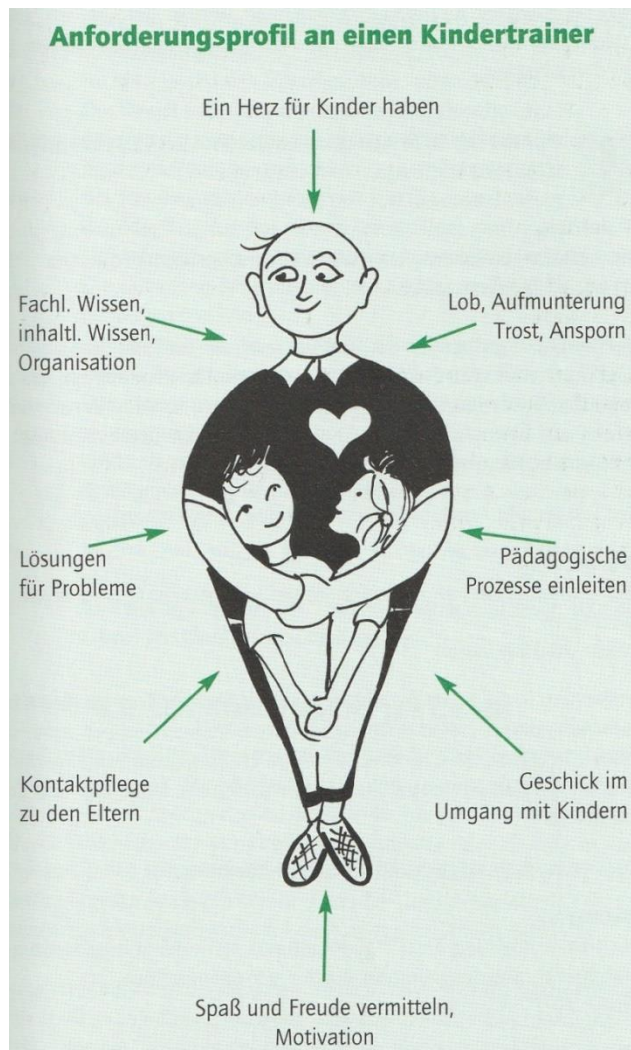 Anforderungsprofil an einen Kindertrainer
Ein Herz für Kinder haben
Fachl. Wissen,
inhaltl. Wissen,
Organisation
Lob, Aufmunterung
Trost, Ansporn
Lösungen
für Probleme
Pädagogische
Prozesse einleiten
Kontaktpflege
zu den Eltern
Geschick im
Umgang mit Kindern
Spaß und Freude vermitteln,
Motivation